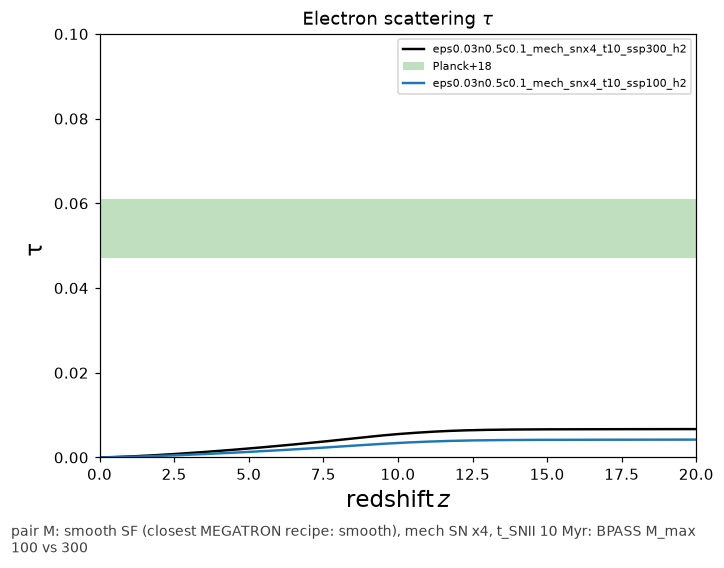 Electron scattering τ
0.10
0.08
0.06
0.04
0.02
0.00
τ
eps0.03n0.5c0.1_mech_snx4_t10_ssp300_h2
Planck+18
eps0.03n0.5c0.1_mech_snx4_t10_ssp100_h2
0.0 2.5 5.0 7.5 10.0 12.5 15.0 17.5 20.0
redshift z
pair M: smooth SF (closest MEGATRON recipe: smooth), mech SN x4, t_SNII 10 Myr: BPASS M_max
100 vs 300